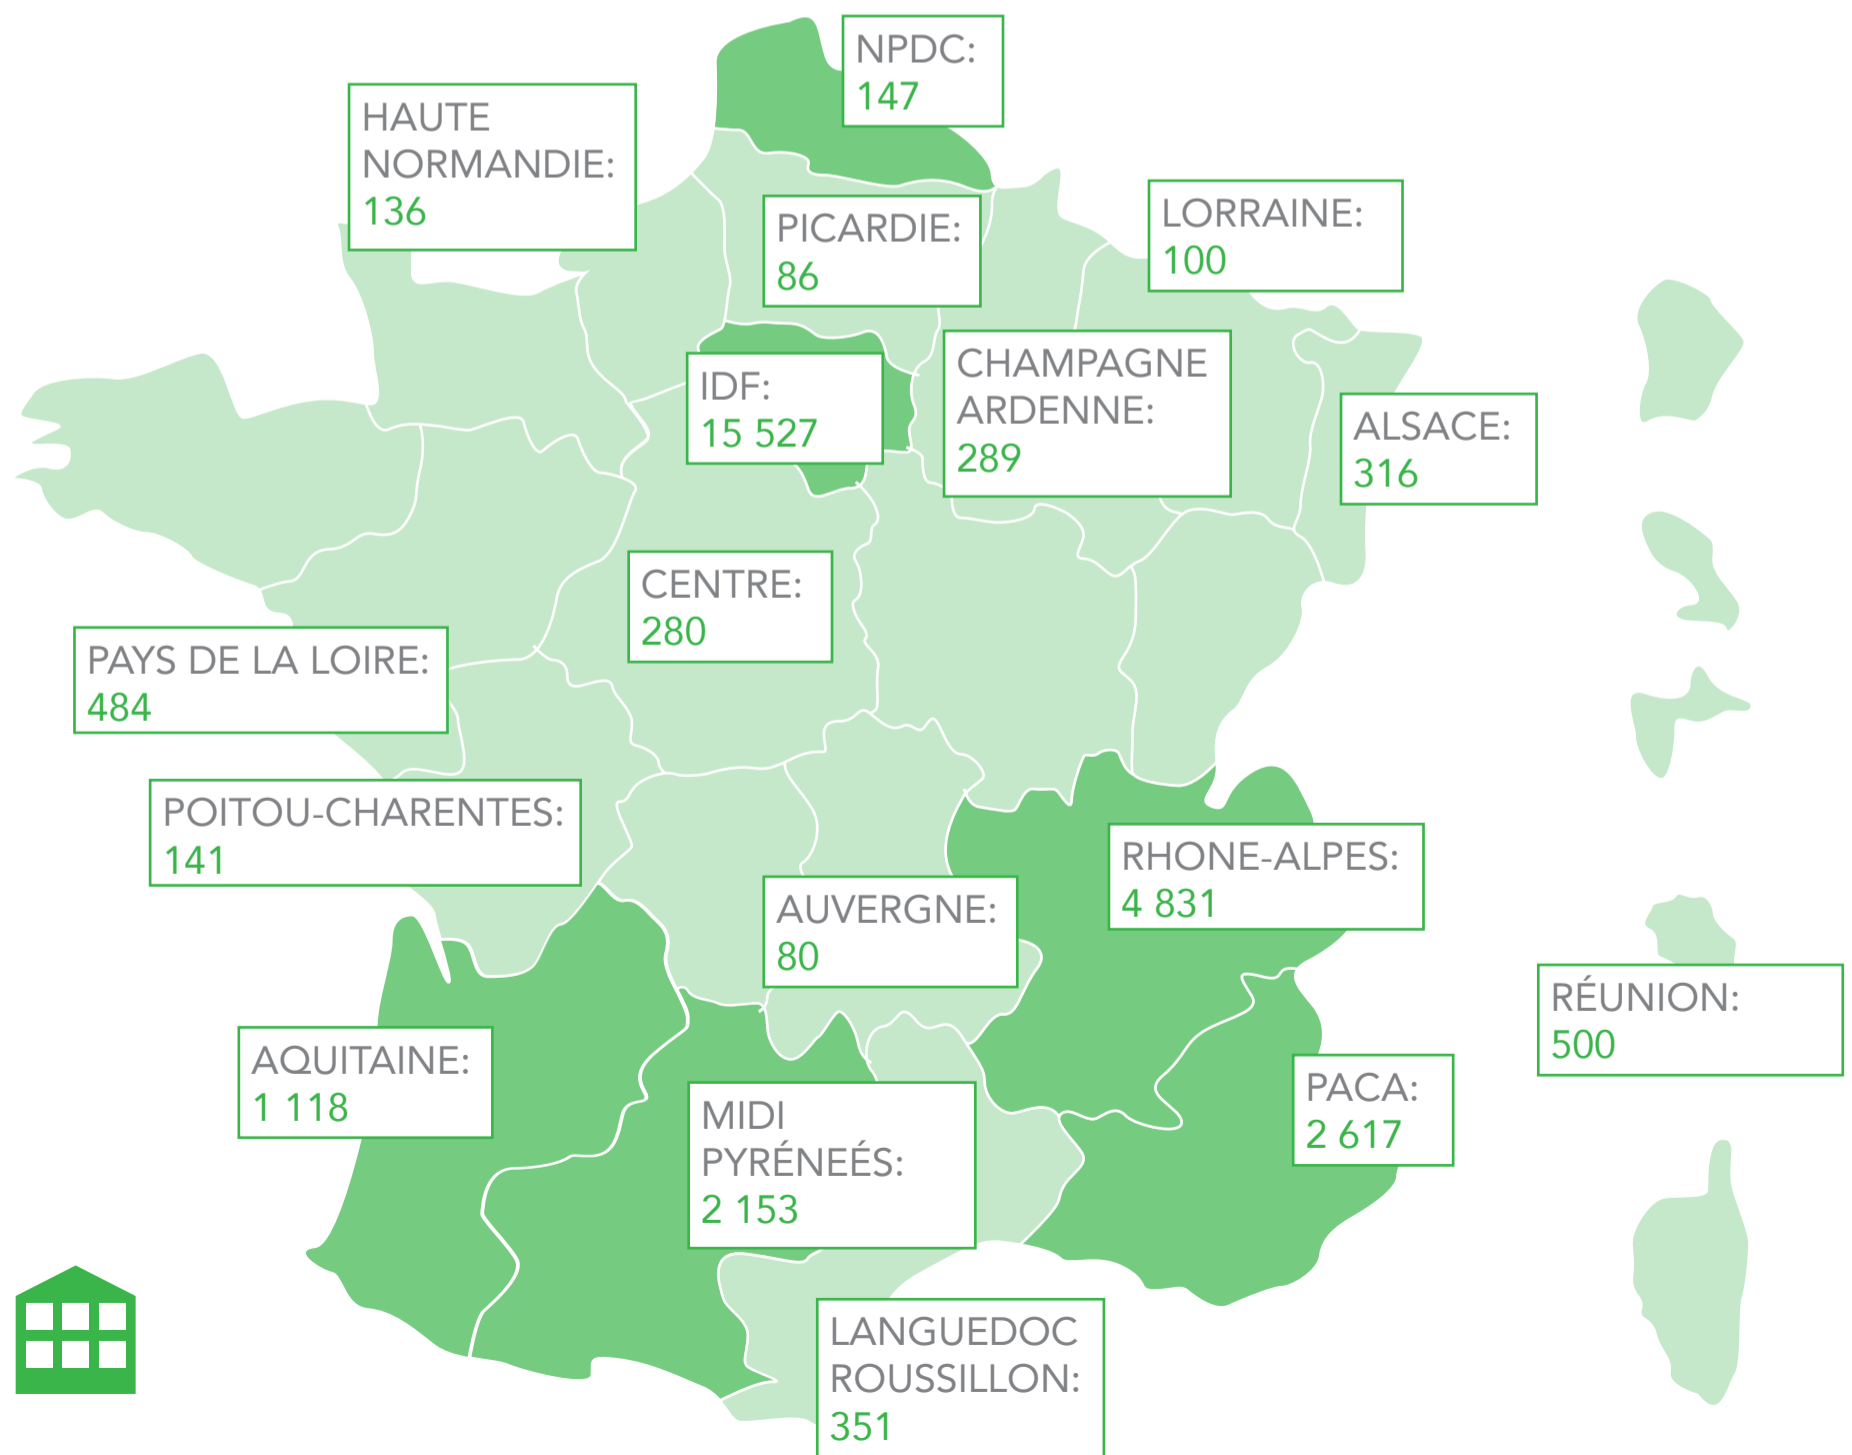 NPDC:
147
HAUTE
NORMANDIE:
136
PICARDIE:
86
LORRAINE:
100
IDF:
15 527
CHAMPAGNE
ARDENNE:
289
ALSACE:
316
CENTRE:
280
PAYS DE LA LOIRE:
484
POITOU-CHARENTES:
141
RHONE-ALPES:
4 831
AUVERGNE:
80
RÉUNION:
500
AQUITAINE:
1 118
MIDI
PYRÉNEÉS:
2 153
PACA:
2 617
LANGUEDOC
ROUSSILLON:
351